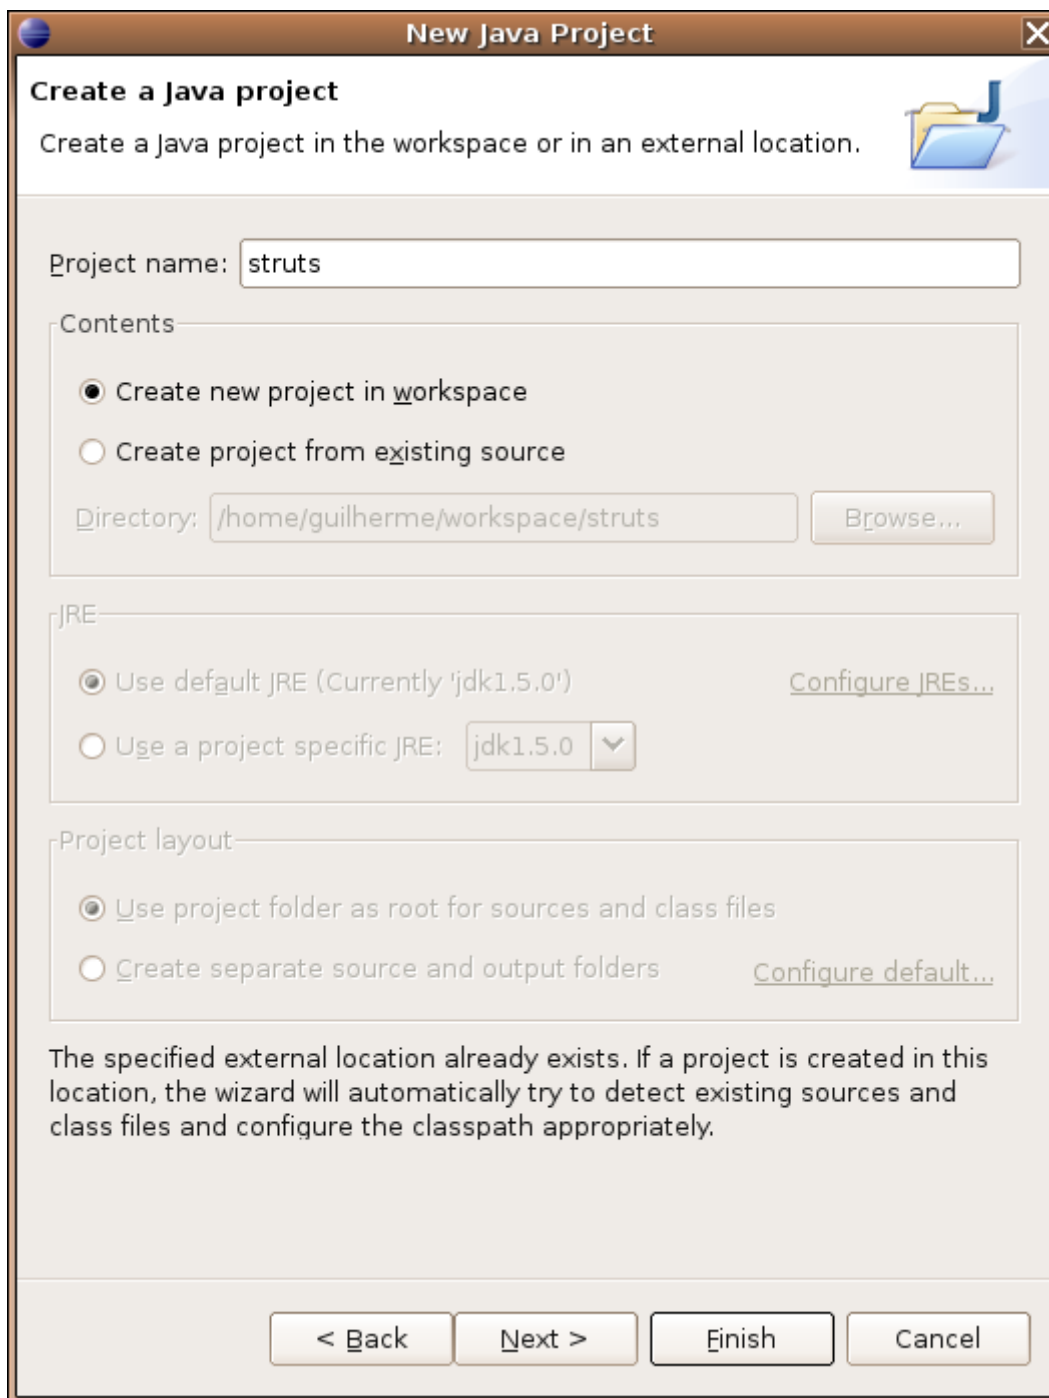 New Java Project
Create a Java project
Create a Java project in the workspace or in an external location.
Project name: struts
Contents
Create new project in workspace
Create project from existing source
Directory: /home/guilherme/workspace/struts Browse...
JRE
Use default JRE (Currently 'jdk1.5.0') Configure JREs...
Use a project specific JRE: jdk1.5.0
Project layout
Use project folder as root for sources and class files
Create separate source and output folders Configure default...
The specified external location already exists. If a project is created in this
location, the wizard will automatically try to detect existing sources and
class files and configure the classpath appropriately.
< Back Next > Finish Cancel